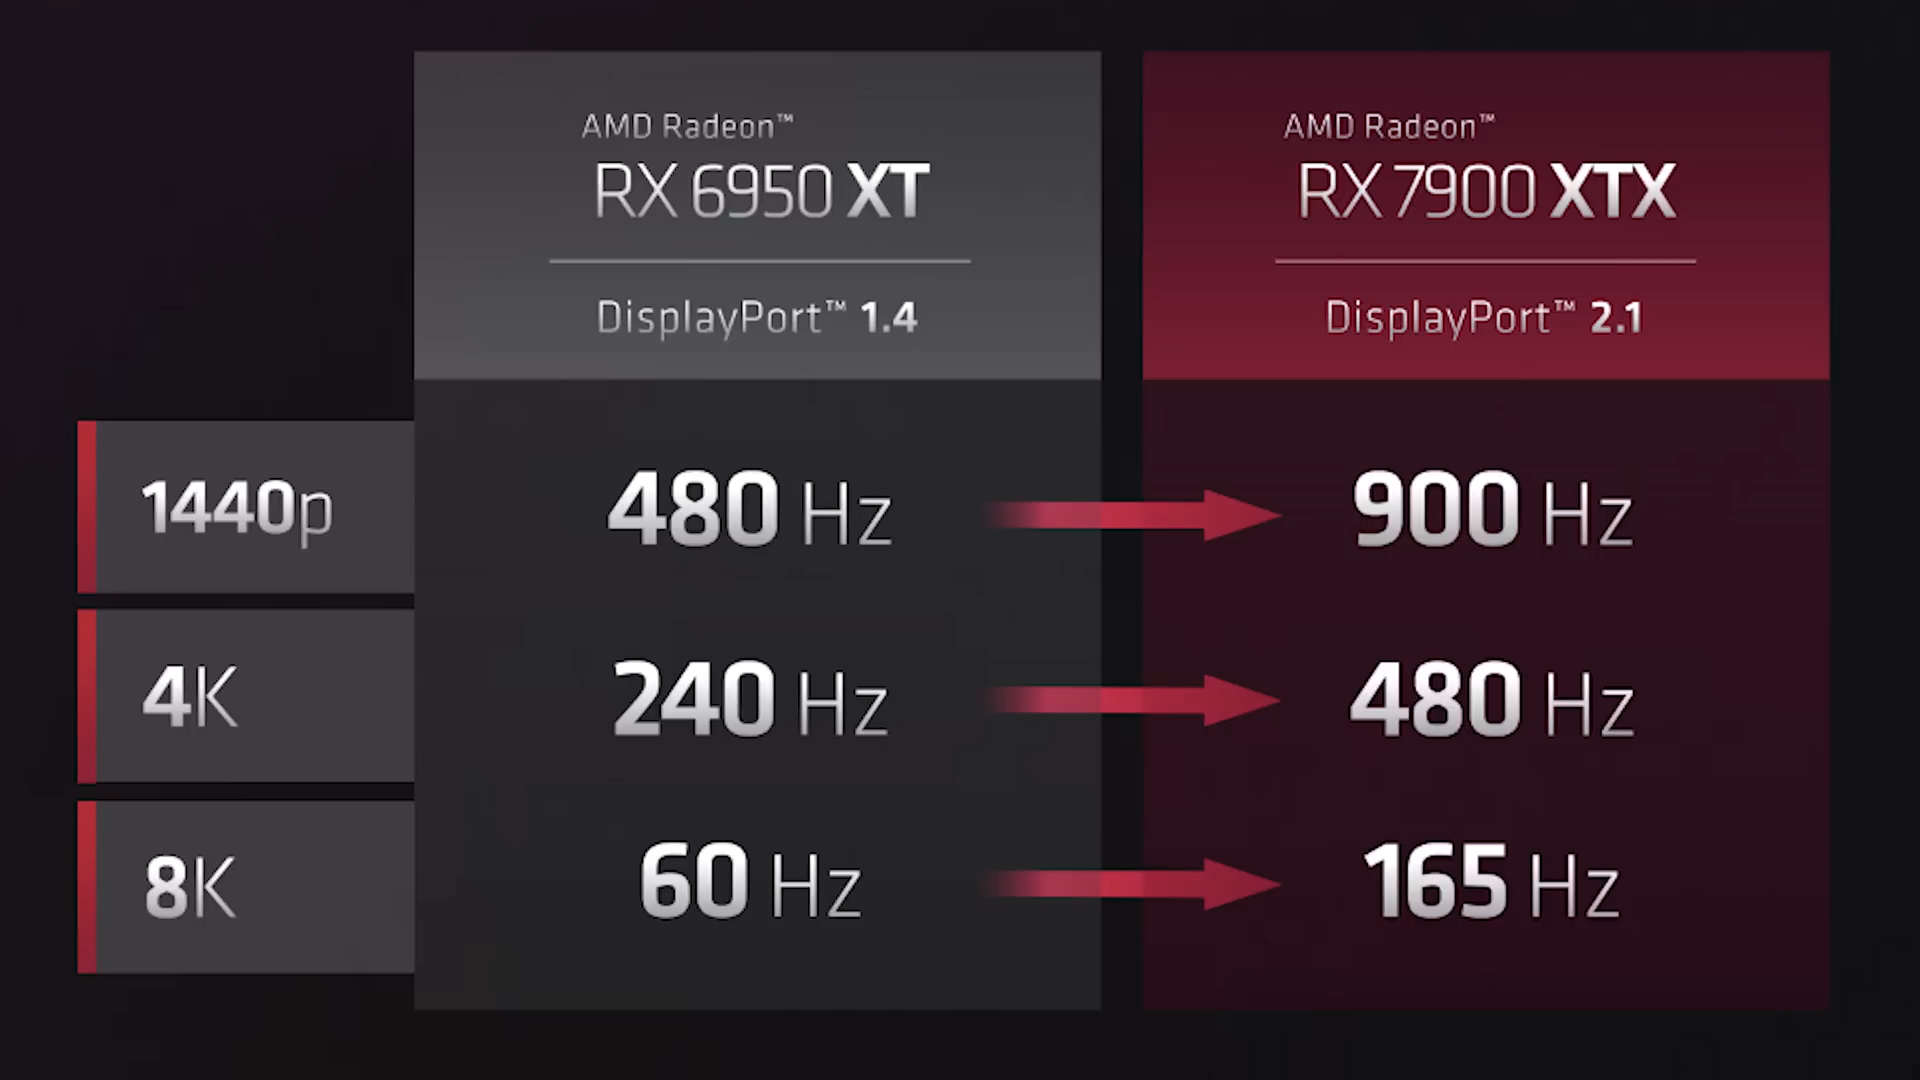 AMD Radeon™
RX 6950 XT
DisplayPort™ 1.4
AMD Radeon™
RX 7900 XTX
DisplayPort™ 2.1
1440p
480 Hz
900 Hz
4K
240 Hz
480 Hz
8K
60 Hz
165 Hz